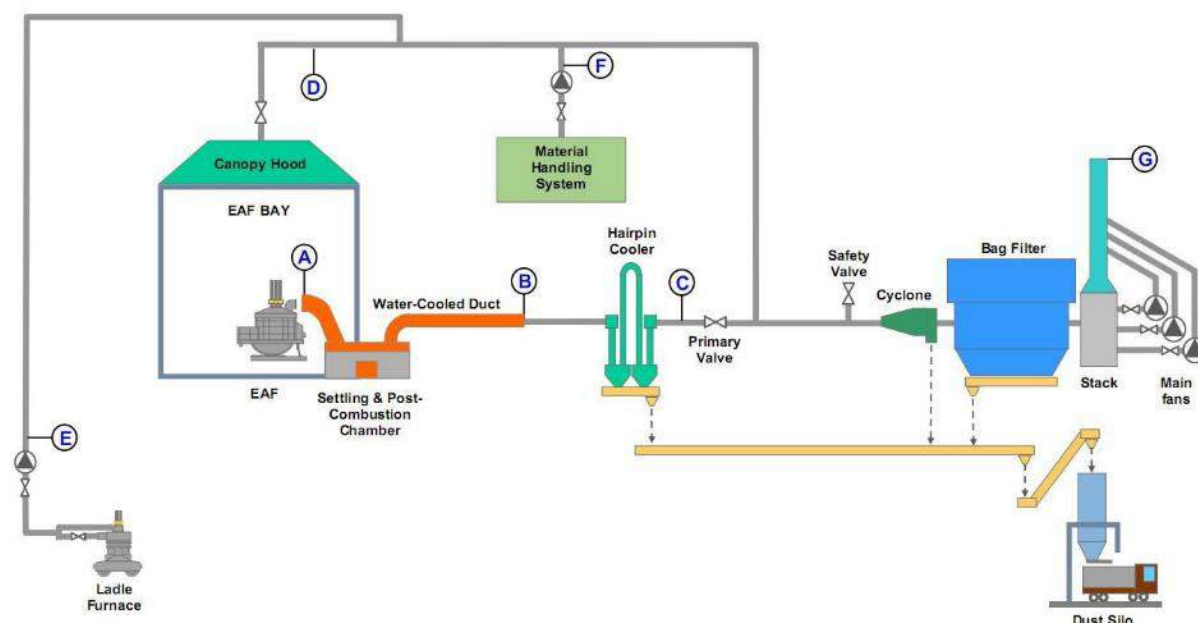 D
F
Canopy Hood
Material
Handling
System
G
EAF BAY
Hairpin
Cooler
Bag Filter
A
Safety
Valve
B
C
Cyclone
Water-Cooled Duct
Primary
Valve
EAF
Settling & Post-
Combustion
Chamber
Stack
Main
fans
E
Ladle
Furnace
Dust Silo